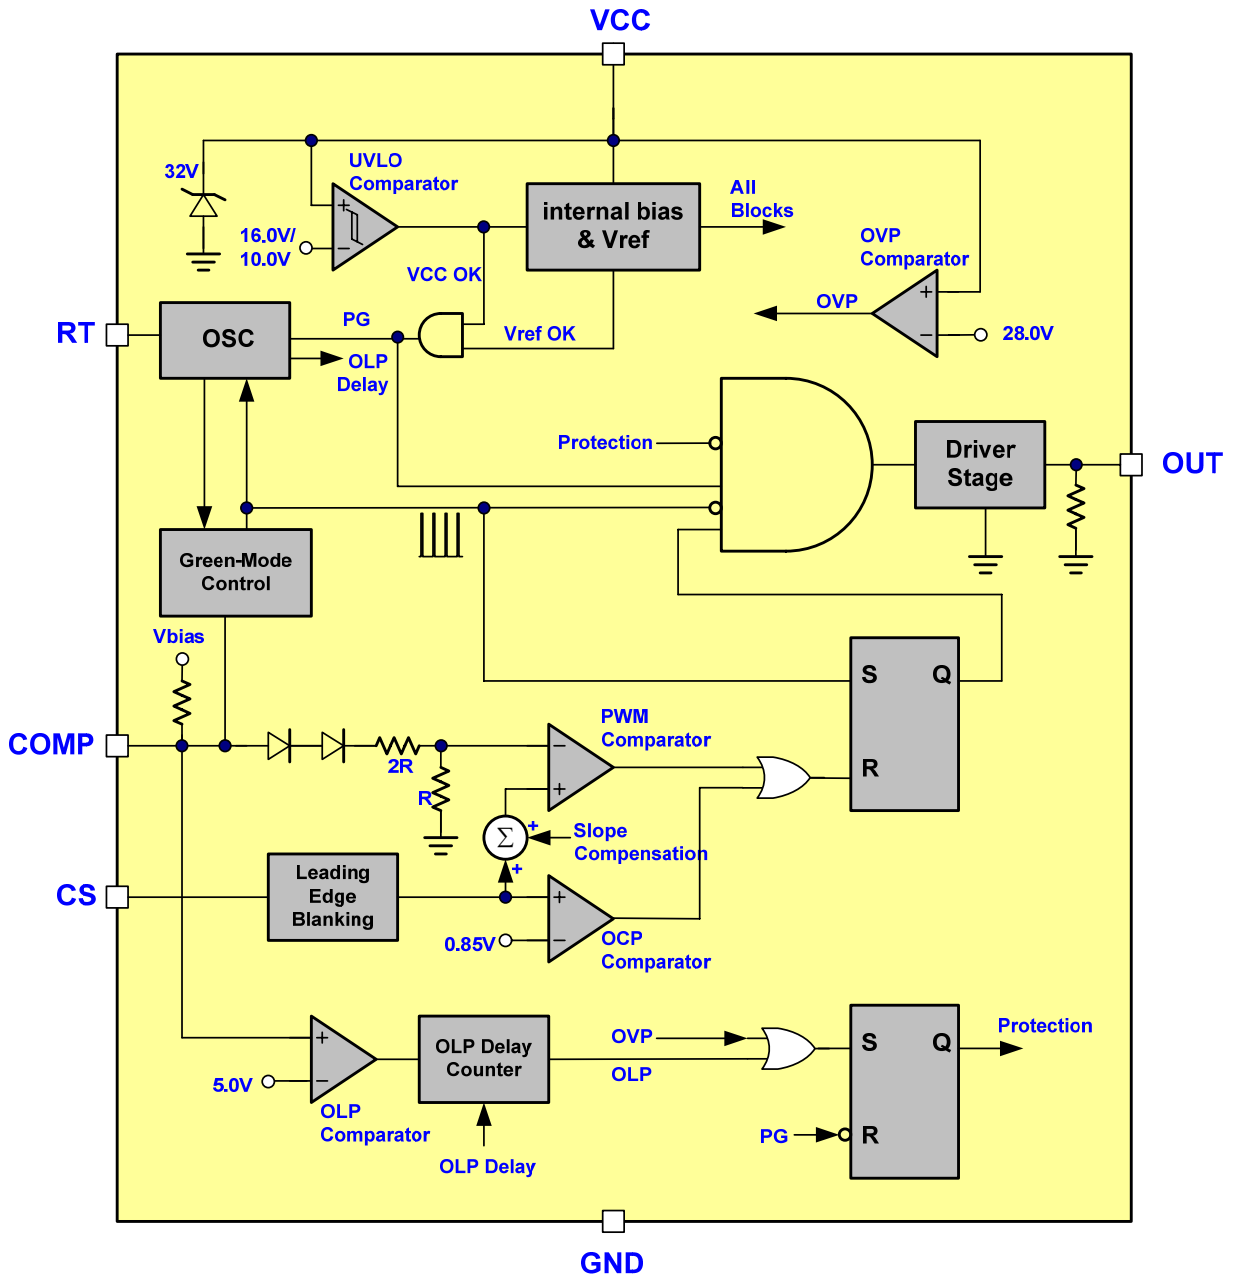 VCC
32V
UVLO
Comparator
+
−
16.0V/
10.0V
internal bias
& Vref
All
Blocks
VCC OK
OVP
Comparator
+
−
OVP
28.0V
RT
OSC
PG
Vref OK
OLP
Delay
Protection
Driver
Stage
OUT
Green-Mode
Control
Vbias
COMP
2R
R
PWM
Comparator
−
+
S
Q
R
Σ
+
+
Slope
Compensation
CS
Leading
Edge
Blanking
+
−
0.85V
OCP
Comparator
+
−
5.0V
OLP
Comparator
OLP Delay
Counter
OLP Delay
OVP
OLP
S
Q
R
Protection
PG
GND